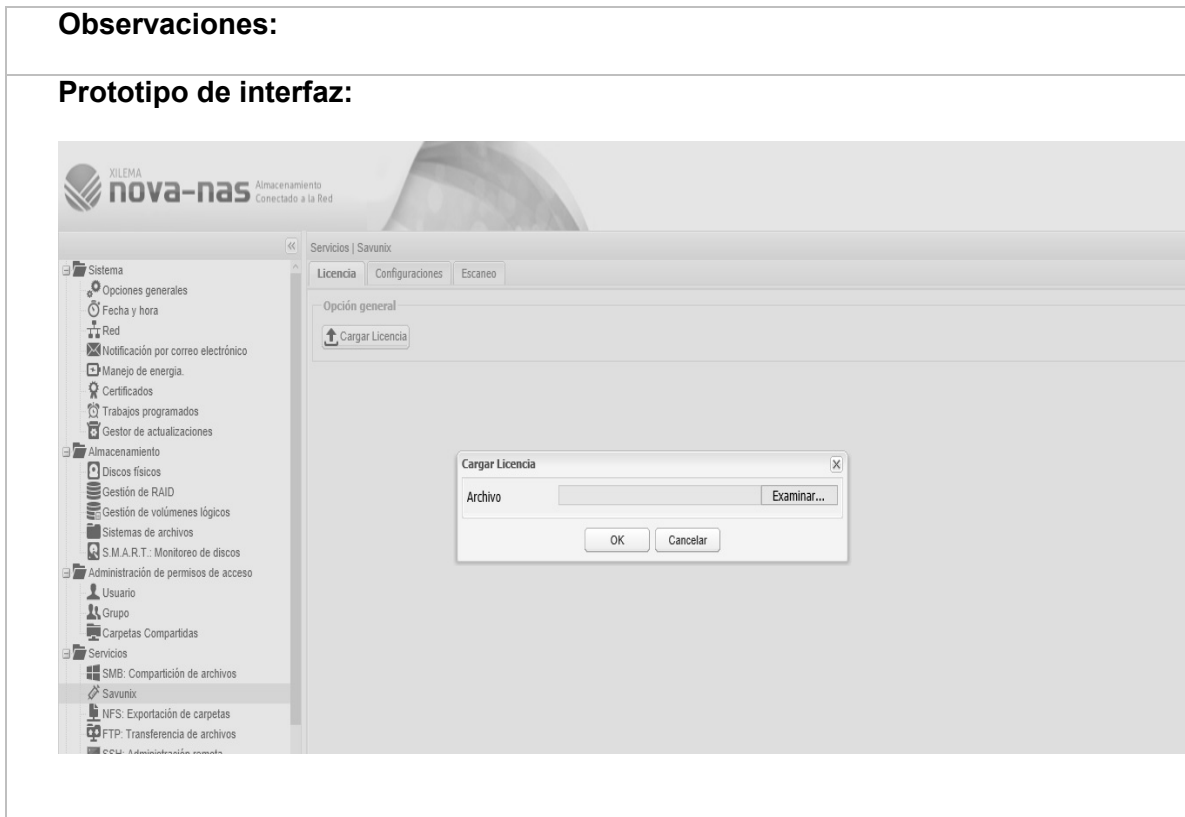 Observaciones:
Prototipo de interfaz:
XILEMA
nova-nas Almacenamiento
Conectado a la Red
Servicios | Savunix
Licencia Configuraciones Escaneo
Opción general
Cargar Licencia
Sistema
Opciones generales
Fecha y hora
Red
Notificación por correo electrónico
Manejo de energia.
Certificados
Trabajos programados
Gestor de actualizaciones
Almacenamiento
Discos físicos
Gestión de RAID
Gestión de volúmenes lógicos
Sistemas de archivos
S.M.A.R.T.: Monitoreo de discos
Administración de permisos de acceso
Usuario
Grupo
Carpetas Compartidas
Servicios
SMB: Compartición de archivos
Savunix
NFS: Exportación de carpetas
FTP: Transferencia de archivos
SSH: Administración remota
Cargar Licencia
Archivo Examinar...
OK Cancelar